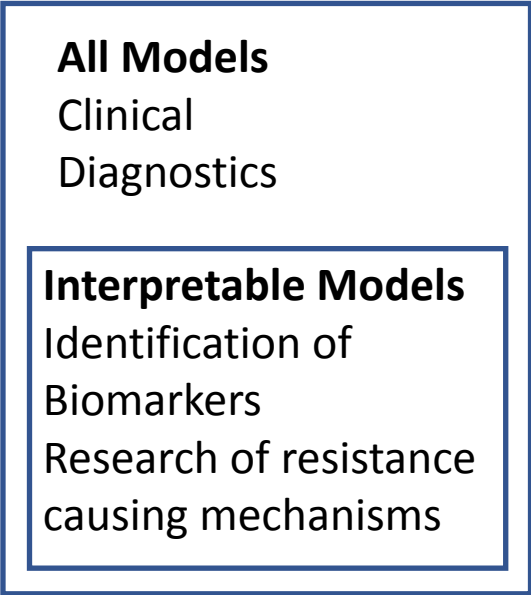 All Models
Clinical
Diagnostics
Interpretable Models
Identification of
Biomarkers
Research of resistance
causing mechanisms